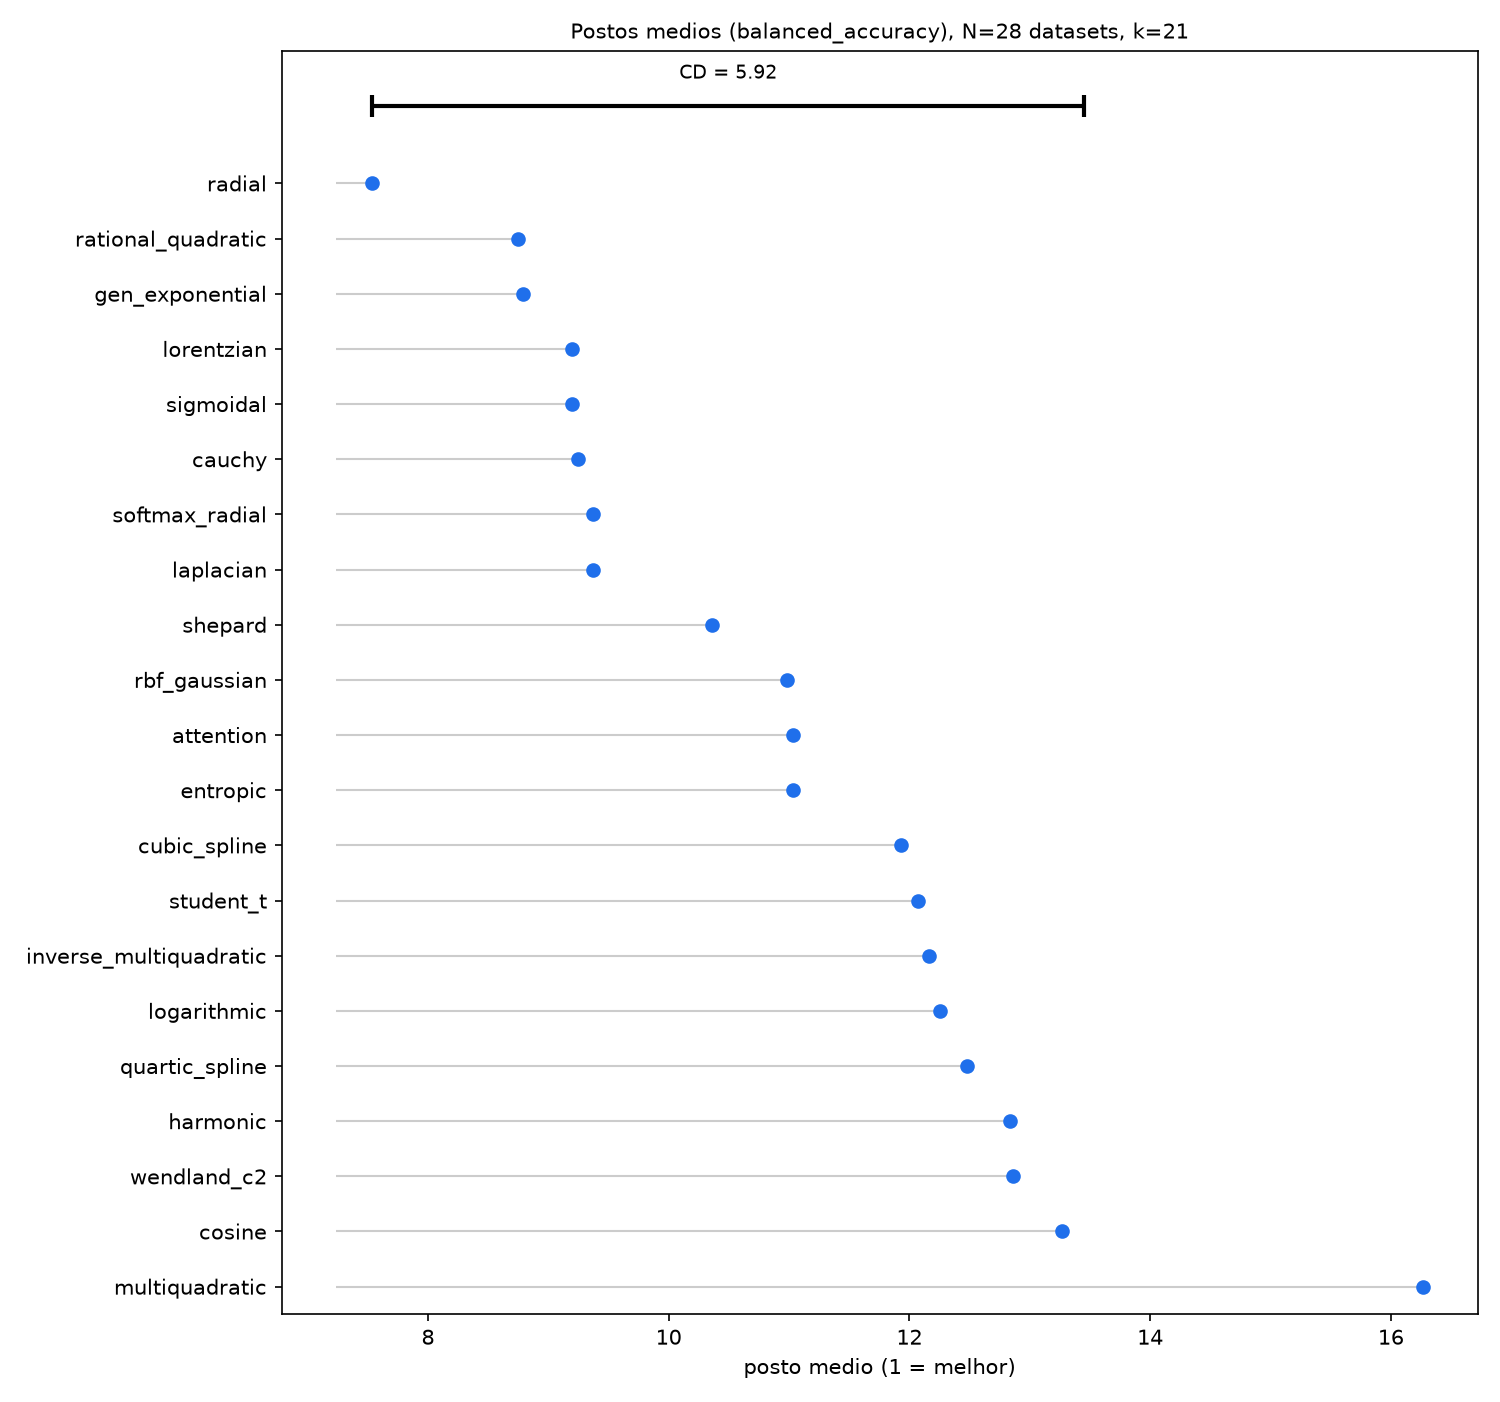 Postos medios (balanced_accuracy), N=28 datasets, k=21
CD = 5.92
radial
rational_quadratic
gen_exponential
lorentzian
sigmoidal
cauchy
softmax_radial
laplacian
shepard
rbf_gaussian
attention
entropic
cubic_spline
student_t
inverse_multiquadratic
logarithmic
quartic_spline
harmonic
wendland_c2
cosine
multiquadratic
8 10 12 14 16
posto medio (1 = melhor)